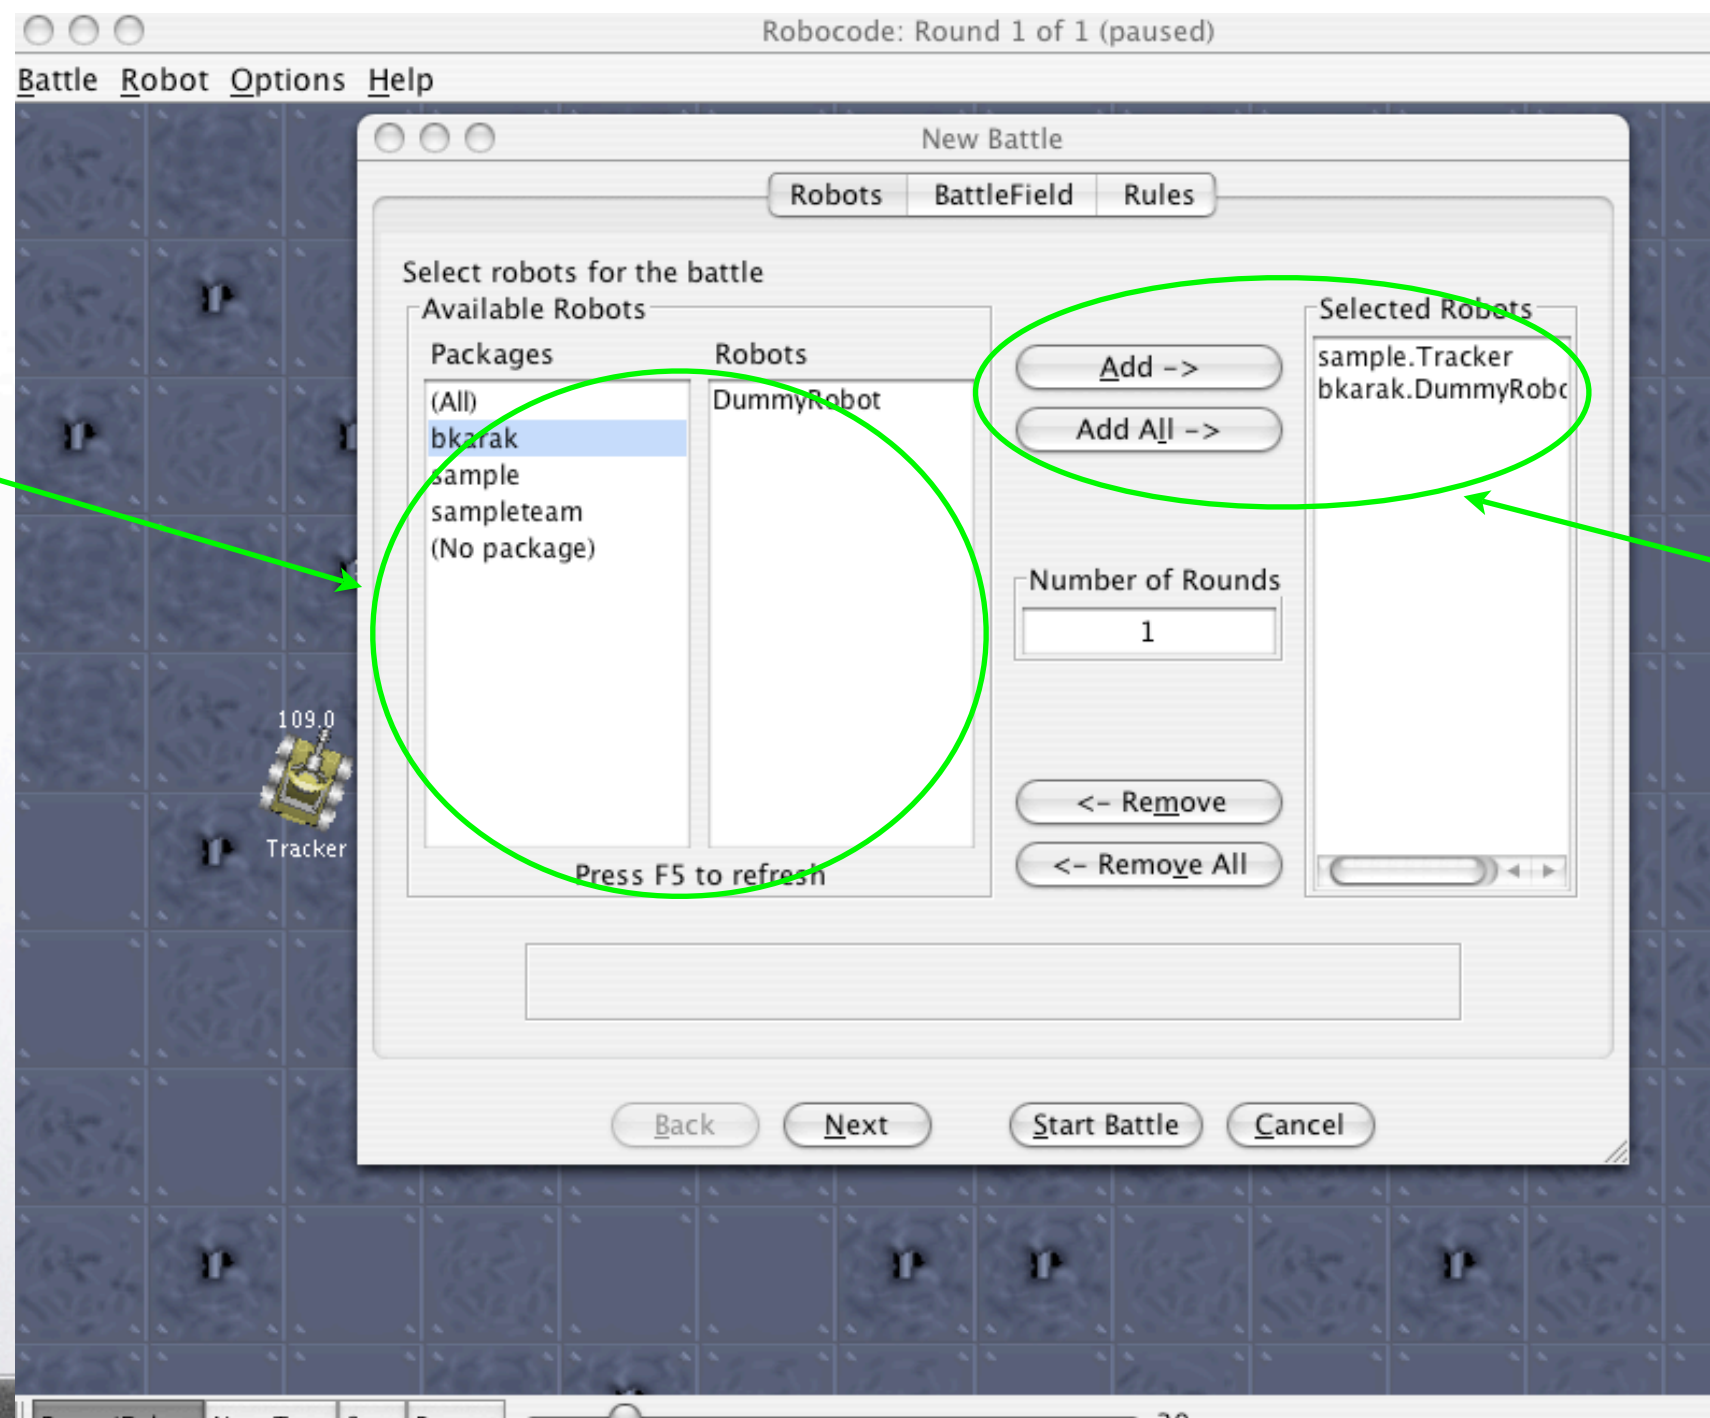 Robocode: Round 1 of 1 (paused)
Battle Robot Options Help
New Battle
Robots BattleField Rules
Select robots for the battle
Available Robots
Packages
(All)
bkarak
sample
sampleteam
(No package)
Robots
DummyRobot
Press F5 to refresh
Add ->
Add All ->
Number of Rounds
1
<- Remove
<- Remove All
Selected Robots
sample.Tracker
bkarak.DummyRobo
Back Next Start Battle Cancel
109.0
Tracker